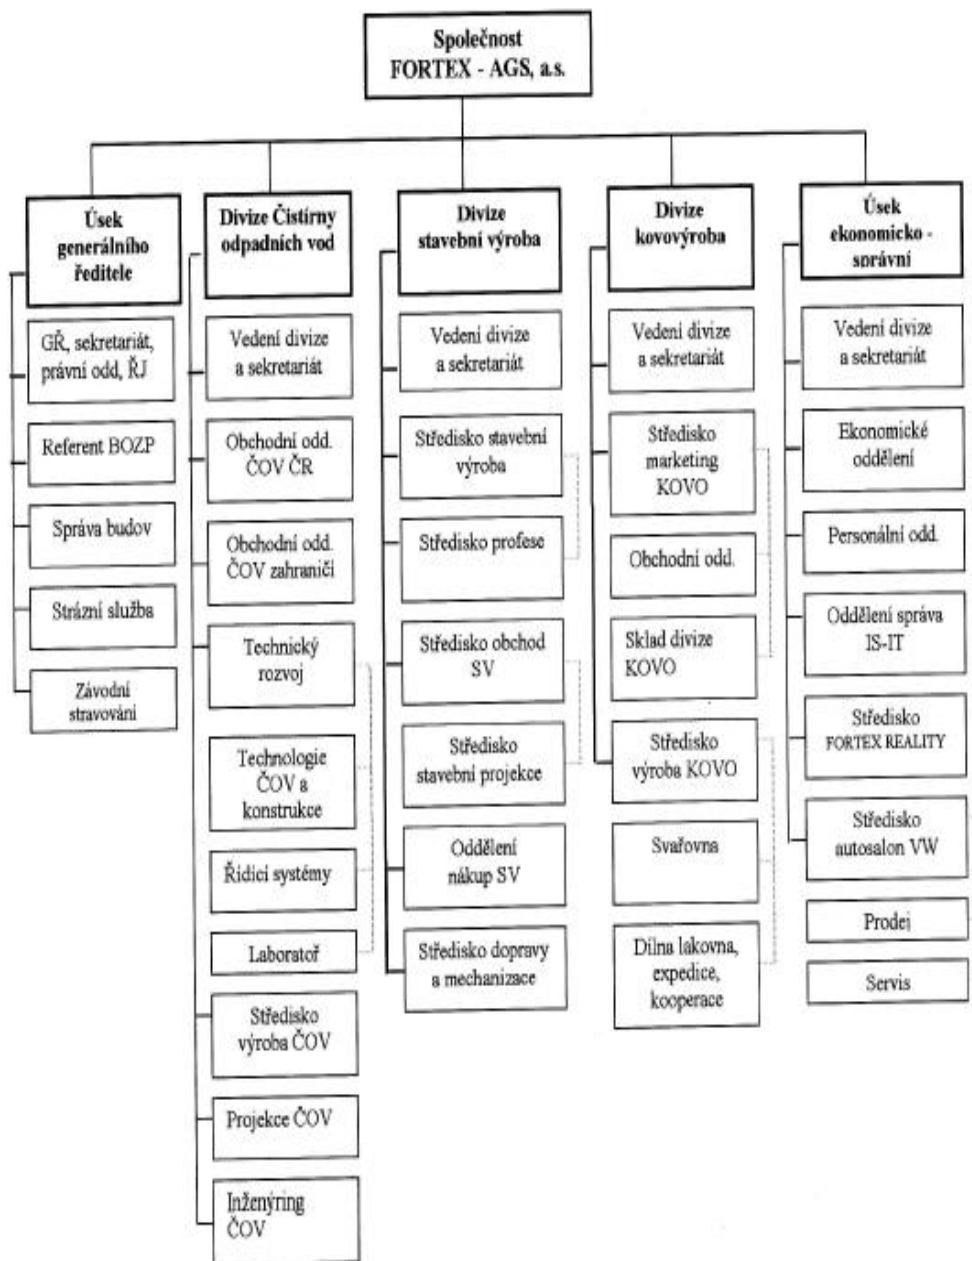 Společnost
FORTEX - AGS, a.s.
Úsek
generálního
ředitele
GŘ, sekretariát,
právní odd, ŘJ
Referent BOZP
Správa budov
Strázní služba
Závodní
stravování
Divize Čistírny
odpadních vod
Vedení divize
a sekretariát
Obchodní odd.
ČOV ČR
Obchodní odd.
ČOV zahraničí
Technický
rozvoj
Technologie
ČOV a
konstrukce
Řídicí systémy
Laboratoř
Středisko
výroba ČOV
Projekce ČOV
Inženýring
ČOV
Divize
stavební výroba
Vedení divize
a sekretariát
Středisko stavební
výroba
Středisko profese
Středisko obchod
SV
Středisko
stavební projekce
Oddělení
nákup SV
Středisko dopravy
a mechanizace
Divize
kovovýroba
Vedení divize
a sekretariát
Středisko
marketing
KOVO
Obchodní odd.
Sklad divize
KOVO
Středisko
výroba KOVO
Svařovna
Dílna lakovna,
expedice,
kooperace
Úsek
ekonomicko -
správní
Vedení divize
a sekretariát
Ekonomické
oddělení
Personální odd.
Oddělení správa
IS-IT
Středisko
FORTEX REALITY
Středisko
autosalon VW
Prodej
Servis